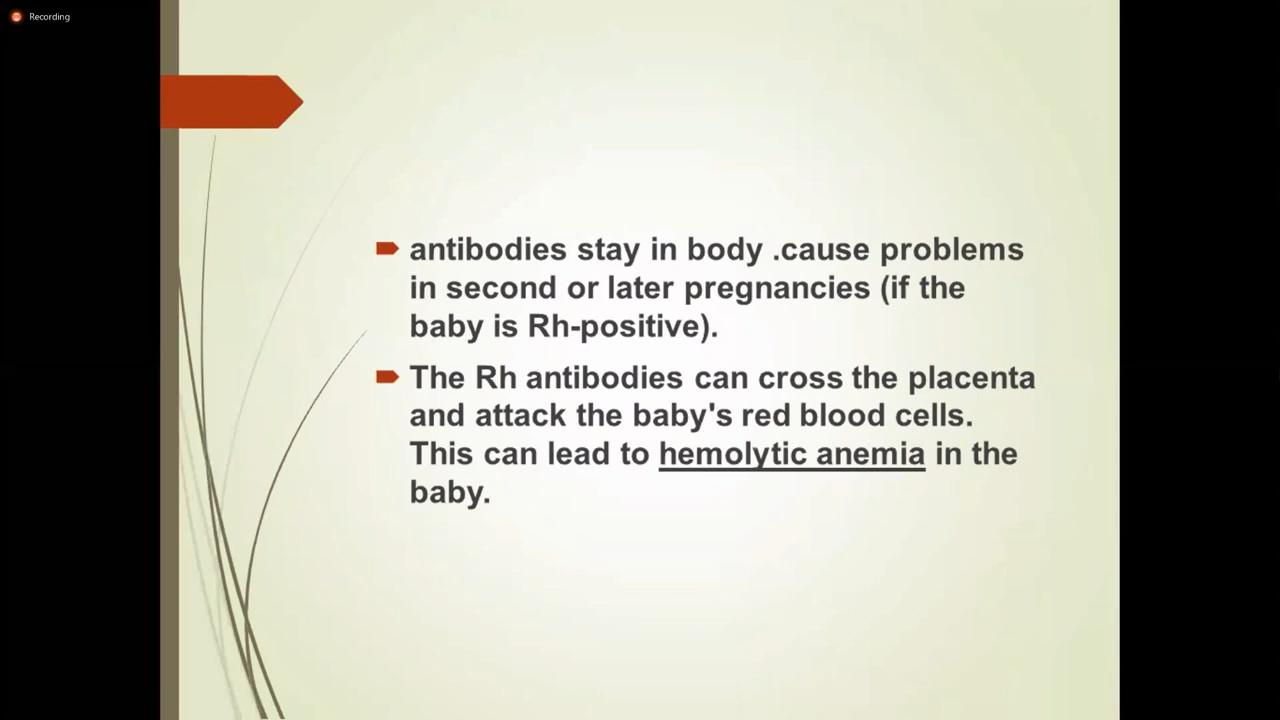 Recording
antibodies stay in body .cause problems
in second or later pregnancies (if the
baby is Rh-positive).
The Rh antibodies can cross the placenta
and attack the baby's red blood cells.
This can lead to hemolytic anemia in the
baby.